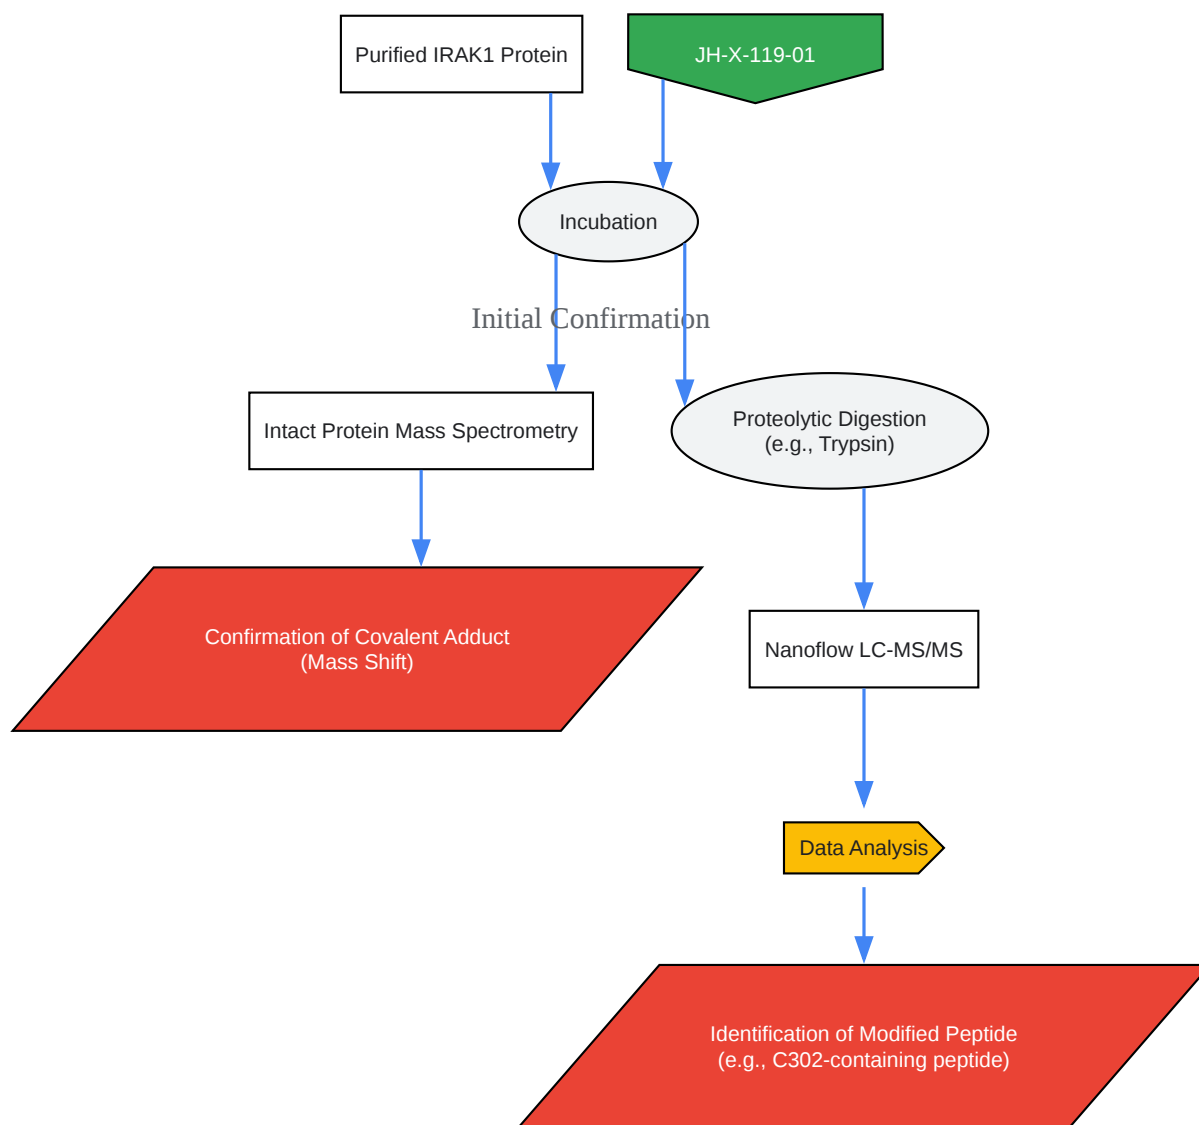 Purified IRAK1 Protein
JH-X-119-01
Incubation
Initial Confirmation
Intact Protein Mass Spectrometry
Proteolytic Digestion
(e.g., Trypsin)
Confirmation of Covalent Adduct
(Mass Shift)
Nanoflow LC-MS/MS
Data Analysis
Identification of Modified Peptide
(e.g., C302-containing peptide)